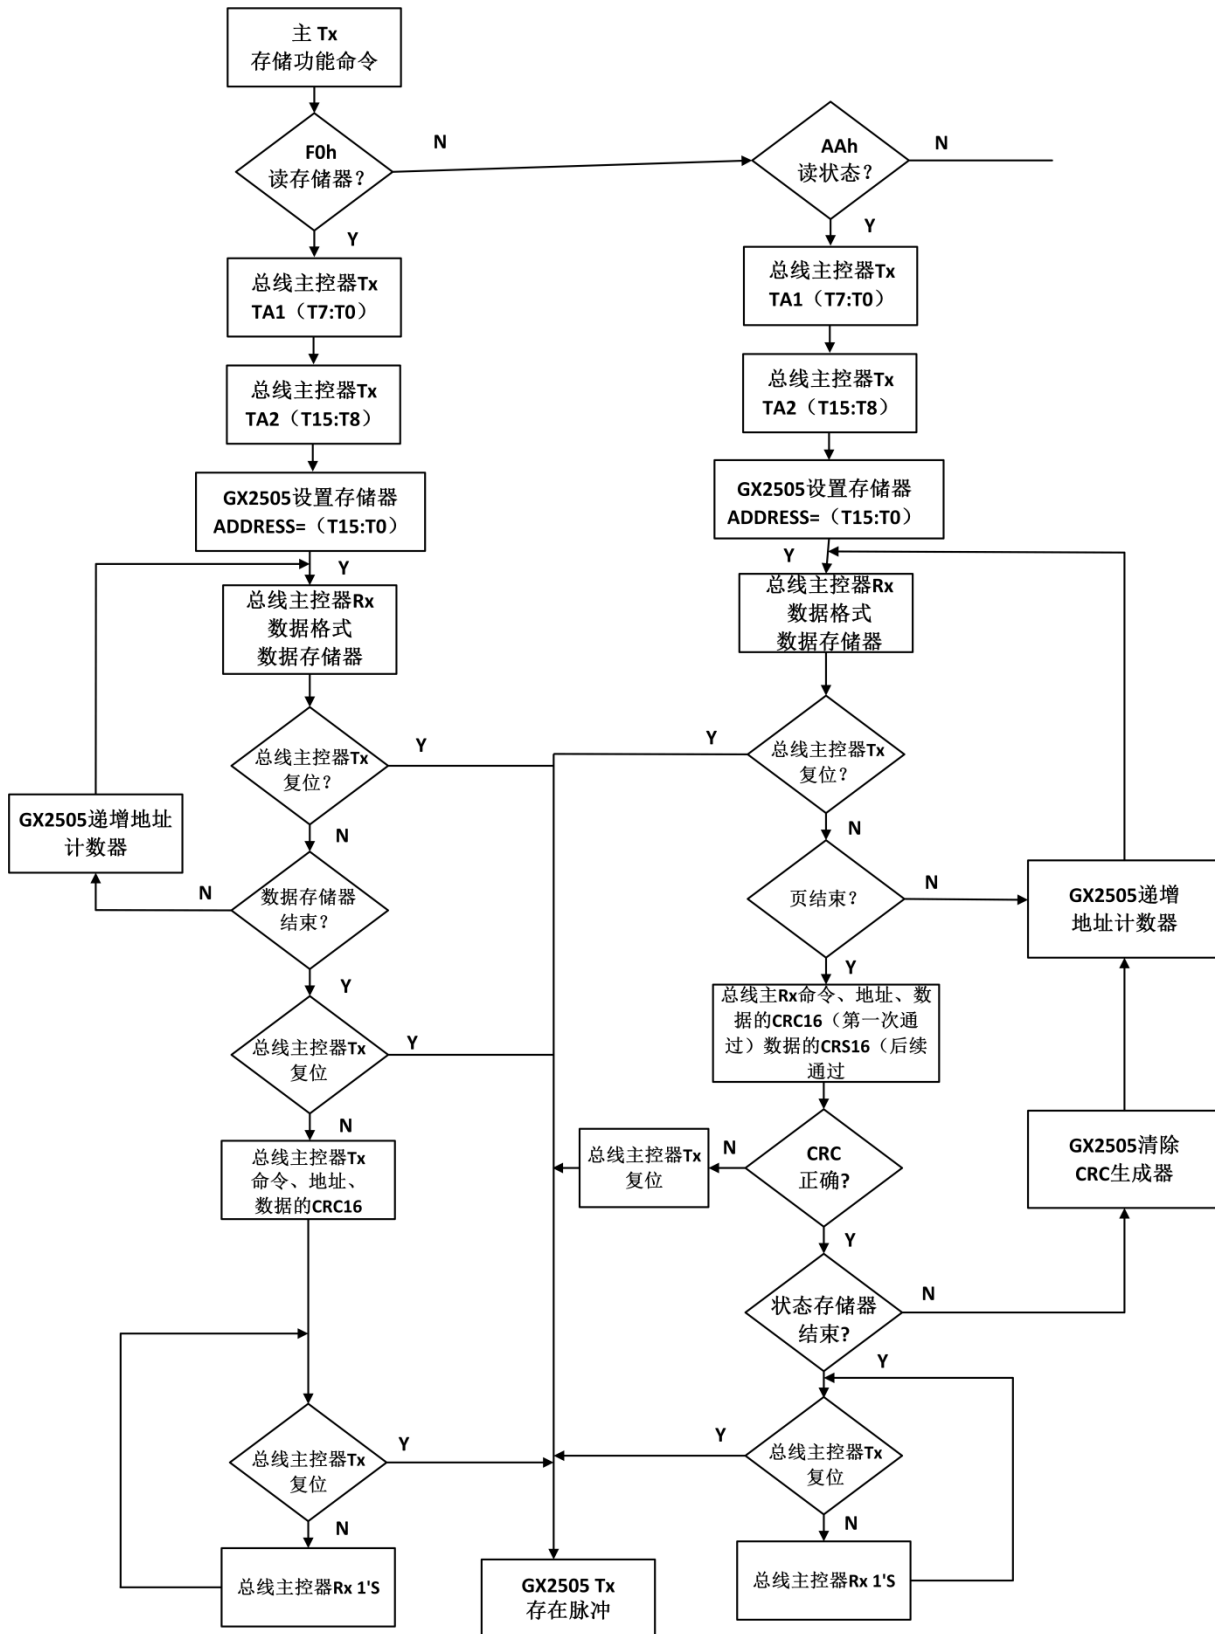 主 Tx
存储功能命令
F0h
读存储器？
N
Y
总线主控器Tx
TA1（T7:T0）
总线主控器Tx
TA2（T15:T8）
GX2505设置存储器
ADDRESS=（T15:T0）
Y
总线主控器Rx
数据格式
数据存储器
总线主控器Tx
复位？
Y
N
GX2505递增地址
计数器
N
数据存储器
结束？
Y
总线主控器Tx
复位
Y
N
总线主控器Tx
命令、地址、
数据的CRC16
总线主控器Tx
复位
Y
N
总线主控器Rx 1'S
GX2505 Tx
存在脉冲
AAh
读状态？
N
Y
总线主控器Tx
TA1（T7:T0）
总线主控器Tx
TA2（T15:T8）
GX2505设置存储器
ADDRESS=（T15:T0）
Y
总线主控器Rx
数据格式
数据存储器
Y
总线主控器Tx
复位？
N
页结束？
N
GX2505递增
地址计数器
Y
总线主Rx命令、地址、数
据的CRC16（第一次通
过）数据的CRS16（后续
通过
总线主控器Tx
复位
N
CRC
正确?
GX2505清除
CRC生成器
Y
状态存储器
结束?
N
Y
Y
总线主控器Tx
复位
N
总线主控器Rx 1'S